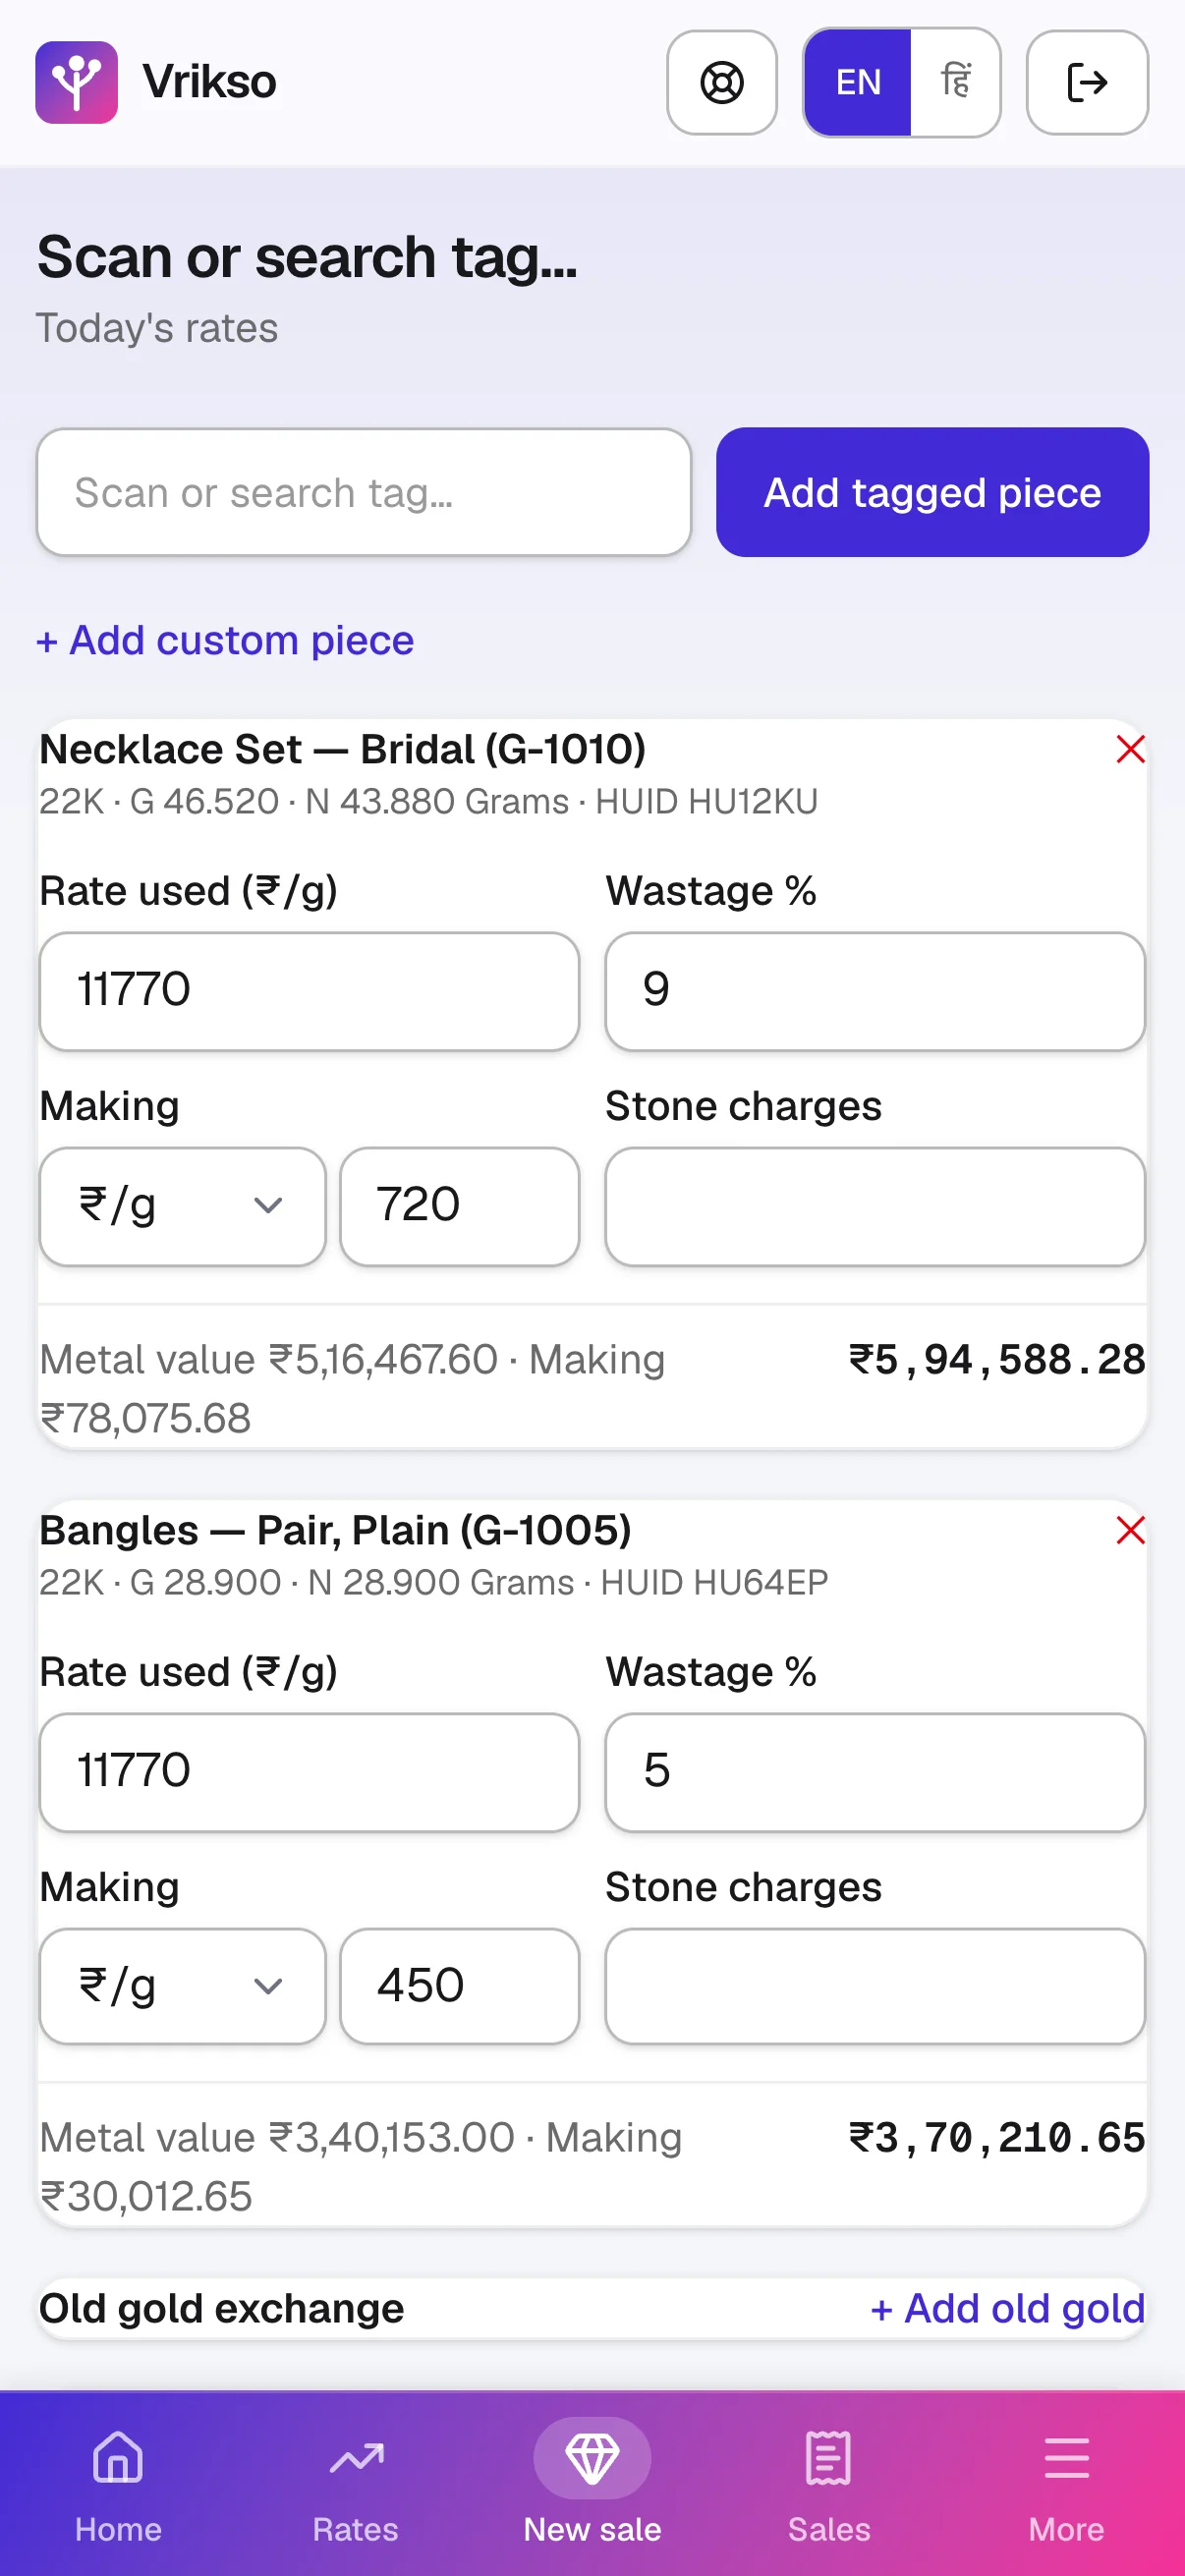 Vrikso
EN हिं
Scan or search tag...
Today's rates
Scan or search tag... Add tagged piece
+ Add custom piece
Necklace Set — Bridal (G-1010)
22K · G 46.520 · N 43.880 Grams · HUID HU12KU
Rate used (₹/g) Wastage %
11770 9
Making Stone charges
₹/g 720
Metal value ₹5,16,467.60 · Making ₹5,94,588.28
₹78,075.68
Bangles — Pair, Plain (G-1005)
22K · G 28.900 · N 28.900 Grams · HUID HU64EP
Rate used (₹/g) Wastage %
11770 5
Making Stone charges
₹/g 450
Metal value ₹3,40,153.00 · Making ₹3,70,210.65
₹30,012.65
Old gold exchange + Add old gold
Home Rates New sale Sales More